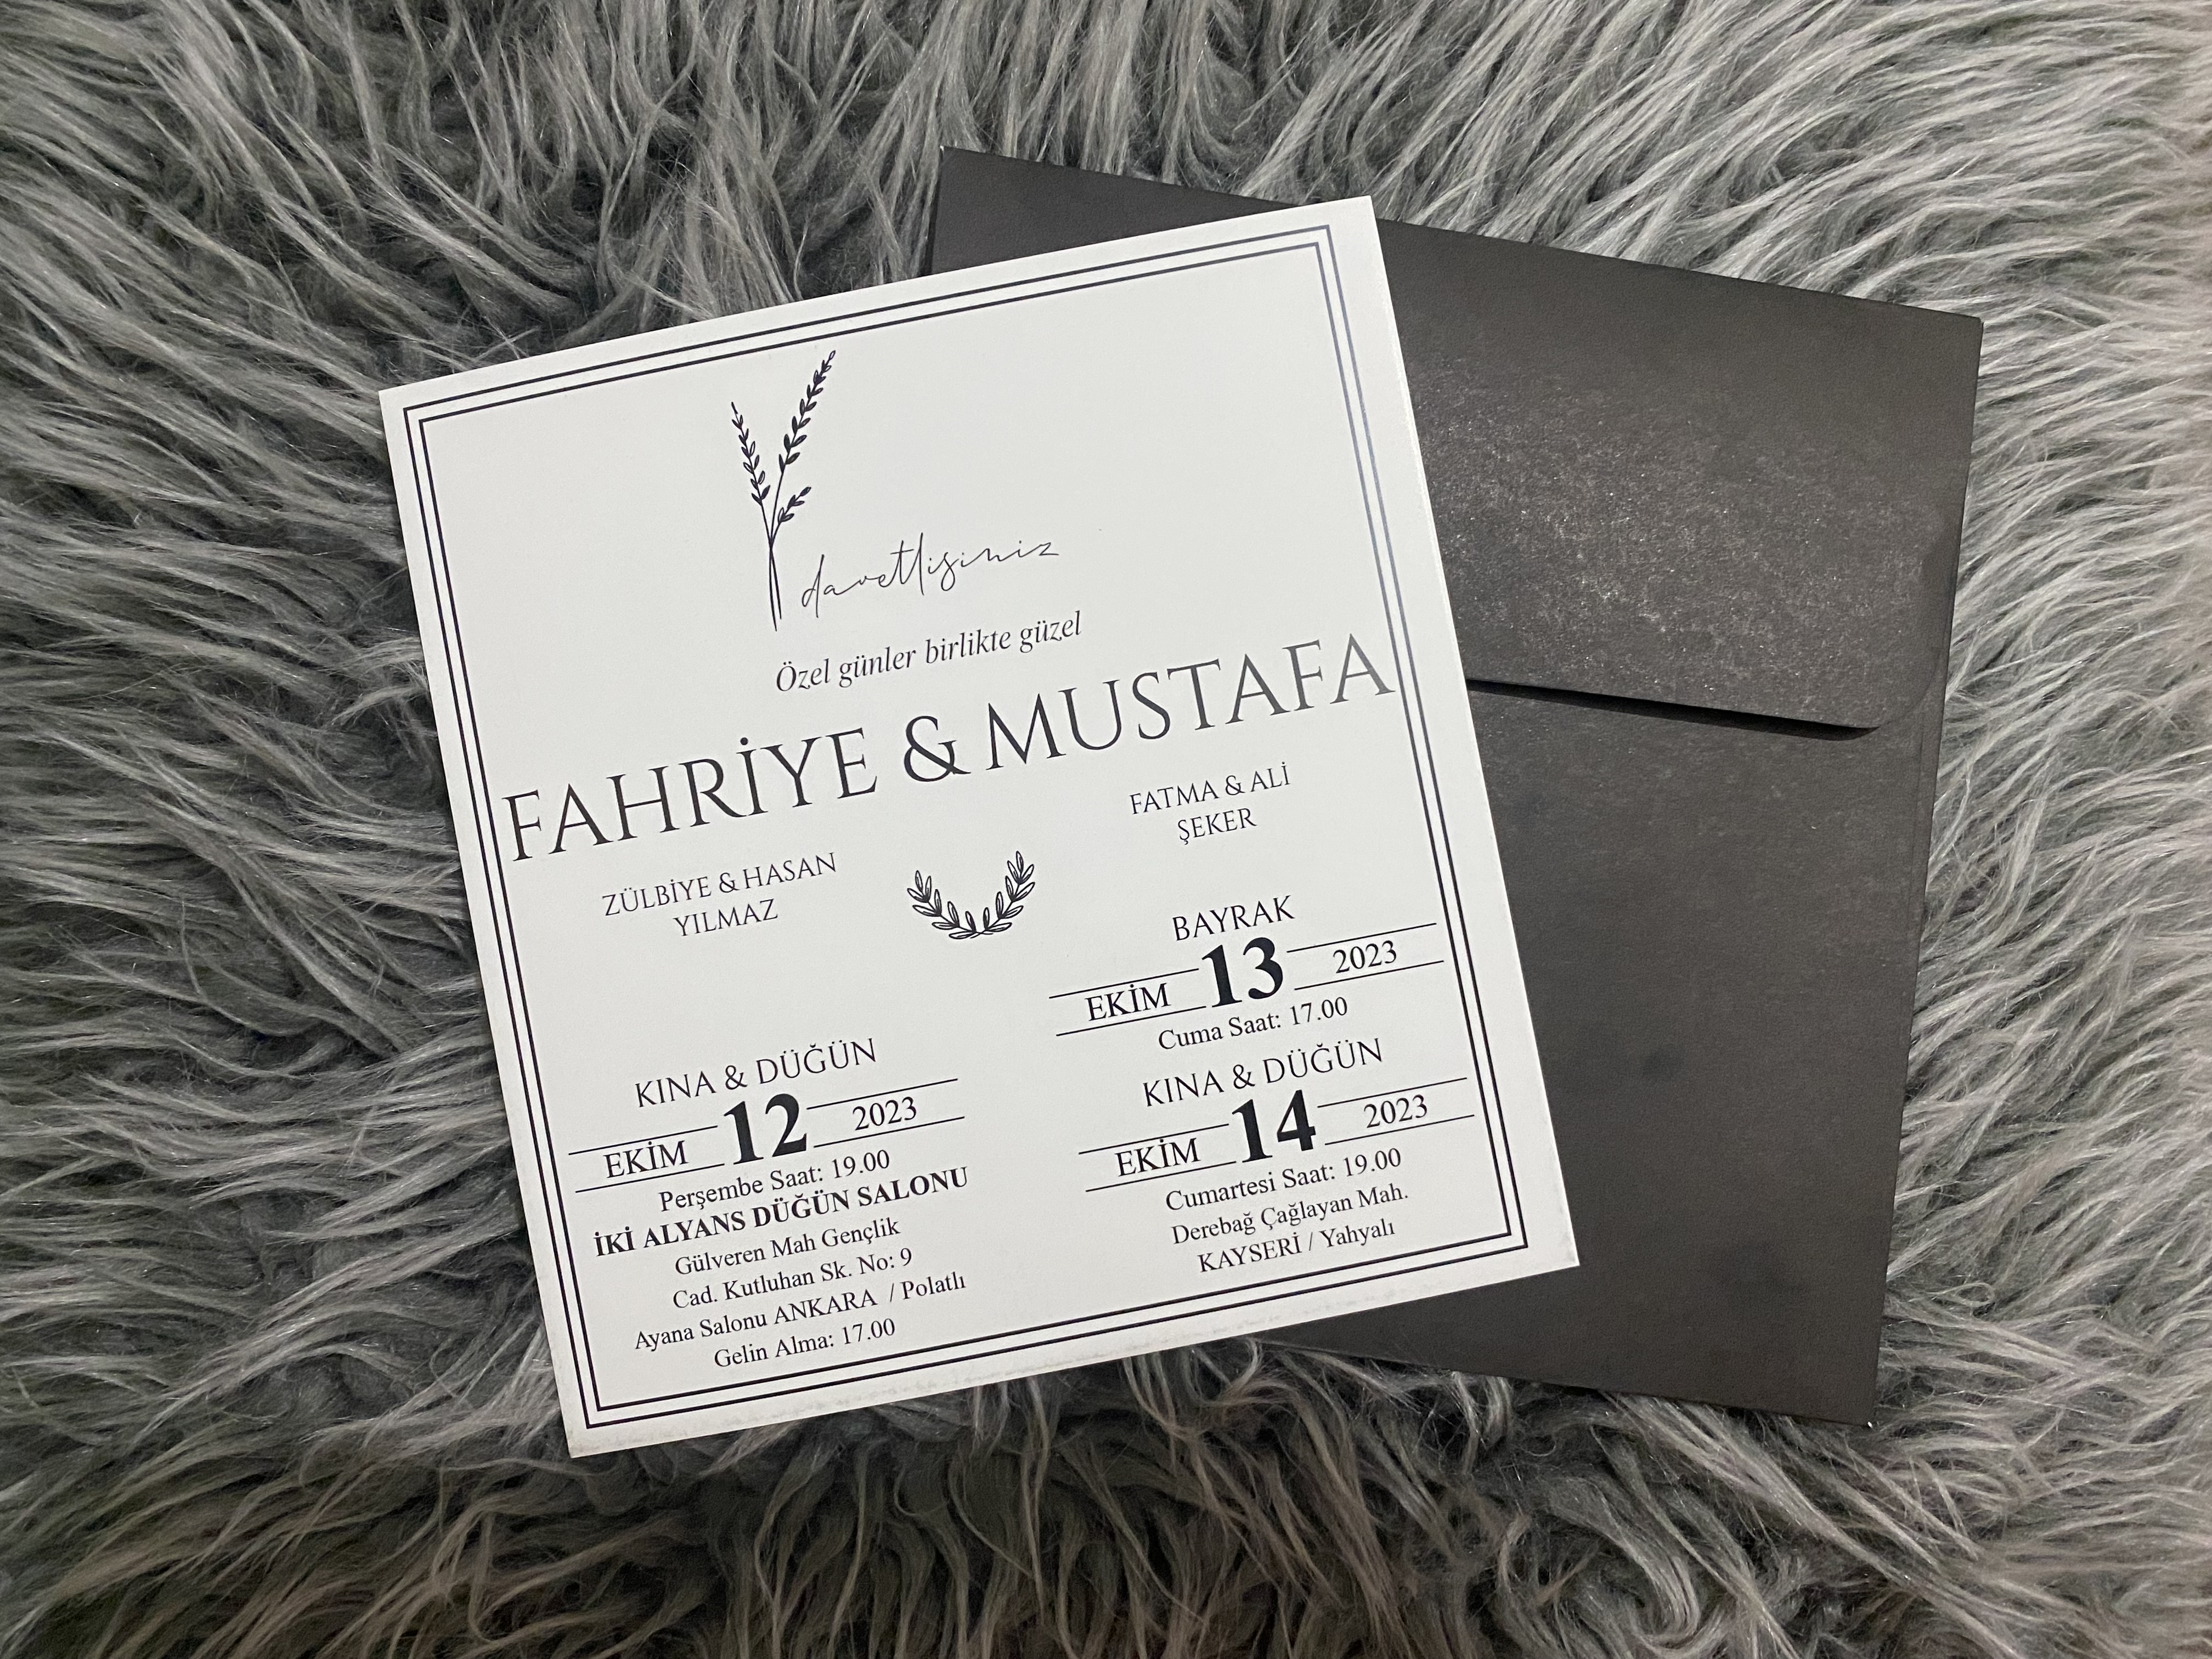 davetlisiniz
Özel günler birlikte güzel
FAHRİYE & MUSTAFA
ZÜLBİYE & HASAN
YILMAZ
FATMA & ALİ
ŞEKER
KINA & DÜĞÜN
EKİM 12 2023
Perşembe Saat: 19.00
İKİ ALYANS DÜĞÜN SALONU
Gülveren Mah Gençlik
Cad. Kutluhan Sk. No: 9
Ayana Salonu ANKARA / Polatlı
Gelin Alma: 17.00
BAYRAK
EKİM 13 2023
Cuma Saat: 17.00
KINA & DÜĞÜN
EKİM 14 2023
Cumartesi Saat: 19.00
Derebağ Çağlayan Mah.
KAYSERİ / Yahyalı